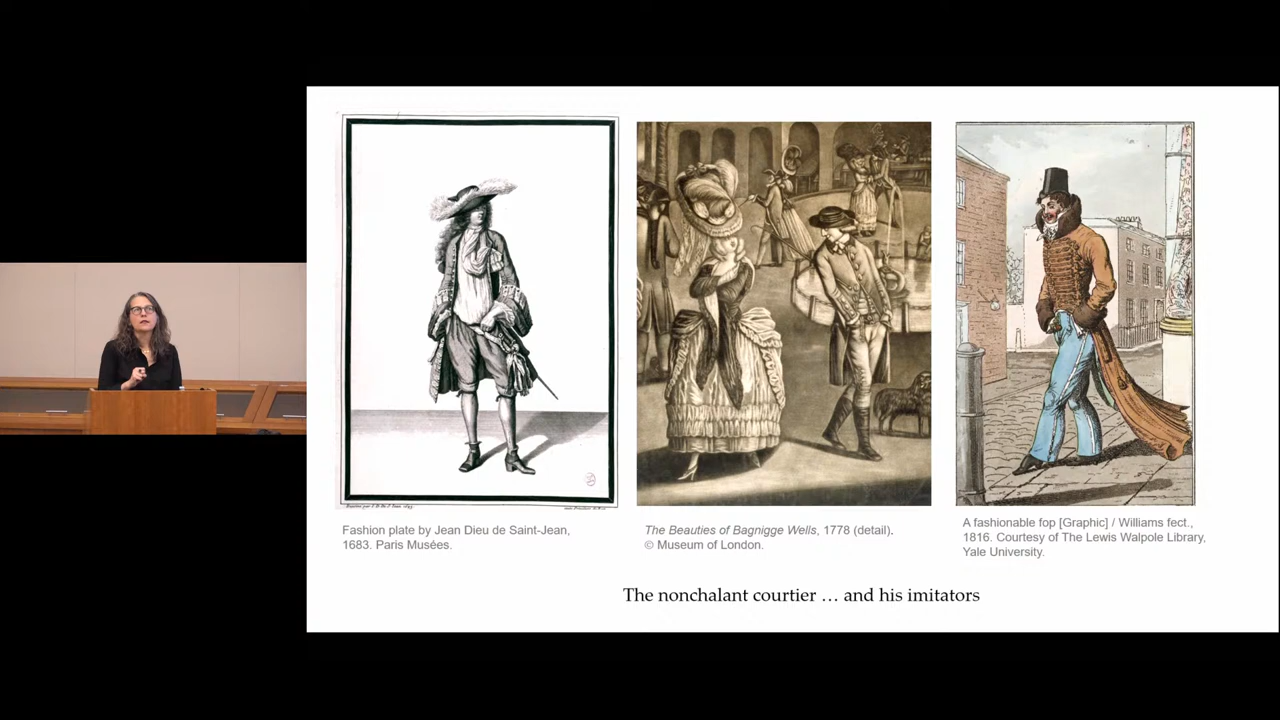 Fashion plate by Jean Dieu de Saint-Jean,
1683. Paris Musées.
The Beauties of Bagnigge Wells, 1778 (detail).
© Museum of London.
A fashionable fop [Graphic] / Williams fect.,
1816. Courtesy of The Lewis Walpole Library,
Yale University.
The nonchalant courtier … and his imitators